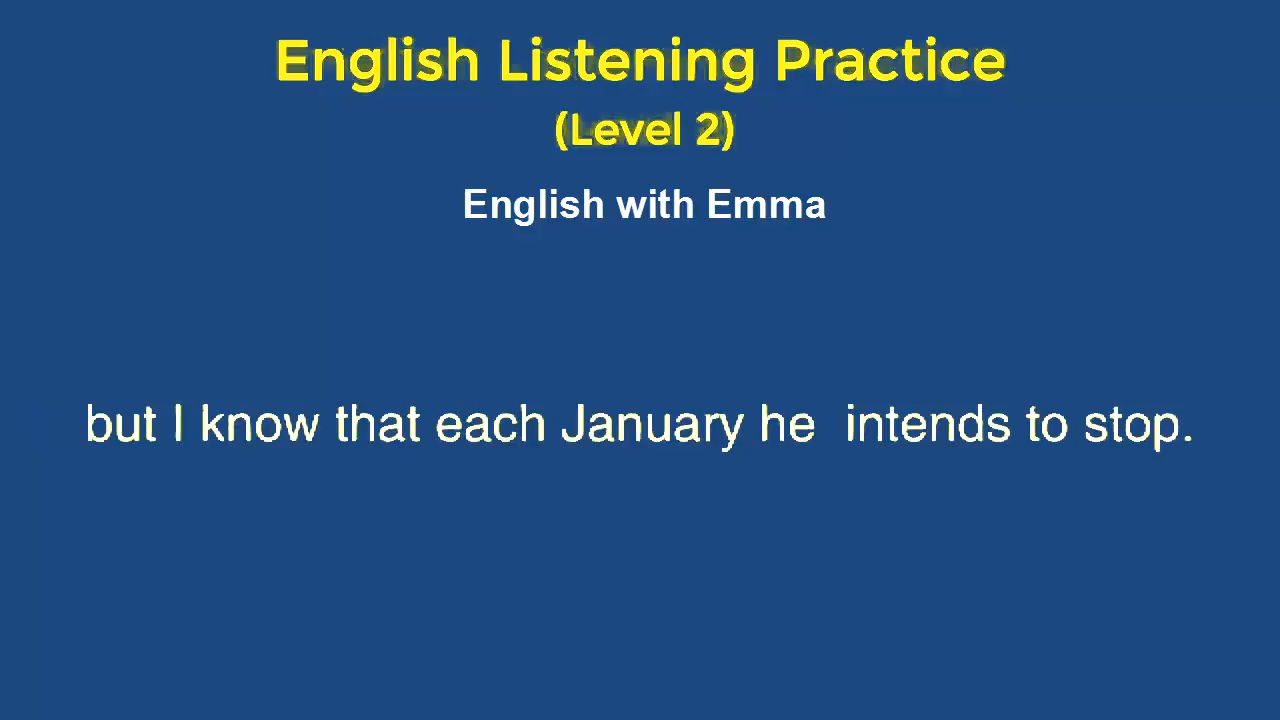 English Listening Practice
(Level 2)
English with Emma
but I know that each January he  intends to stop.